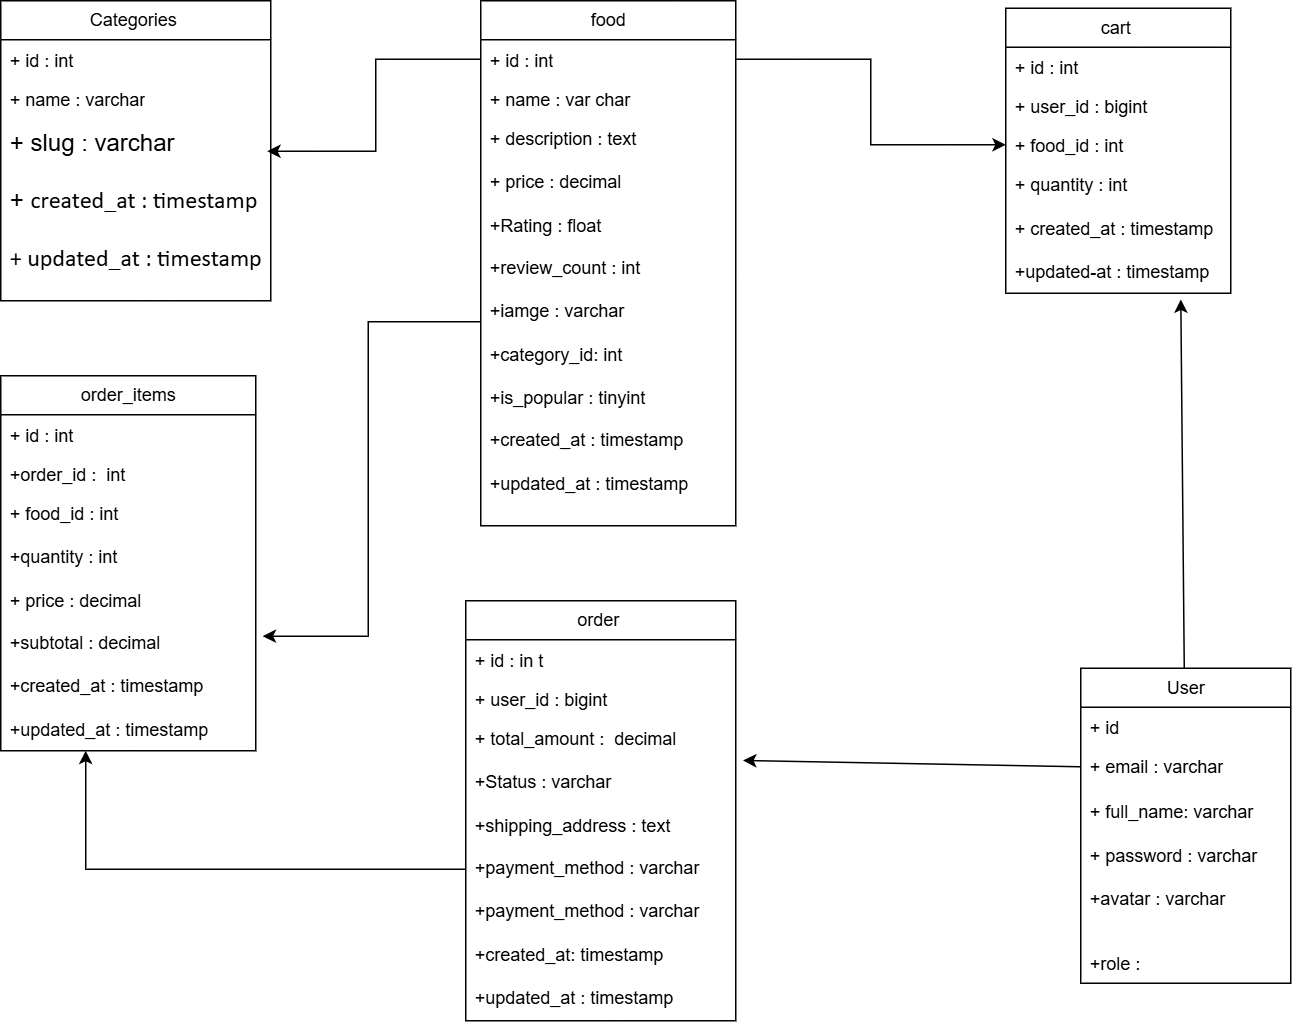 Categories
+ id : int
+ name : varchar
+ slug : varchar
+ created_at : timestamp
+ updated_at : timestamp
food
+ id : int
+ name : var char
+ description : text
+ price : decimal
+Rating : float
+review_count : int
+iamge : varchar
+category_id: int
+is_popular : tinyint
+created_at : timestamp
+updated_at : timestamp
cart
+ id : int
+ user_id : bigint
+ food_id : int
+ quantity : int
+ created_at : timestamp
+updated-at : timestamp
order_items
+ id : int
+order_id :  int
+ food_id : int
+quantity : int
+ price : decimal
+subtotal : decimal
+created_at : timestamp
+updated_at : timestamp
order
+ id : in t
+ user_id : bigint
+ total_amount :  decimal
+Status : varchar
+shipping_address : text
+payment_method : varchar
+payment_method : varchar
+created_at: timestamp
+updated_at : timestamp
User
+ id
+ email : varchar
+ full_name: varchar
+ password : varchar
+avatar : varchar
+role :